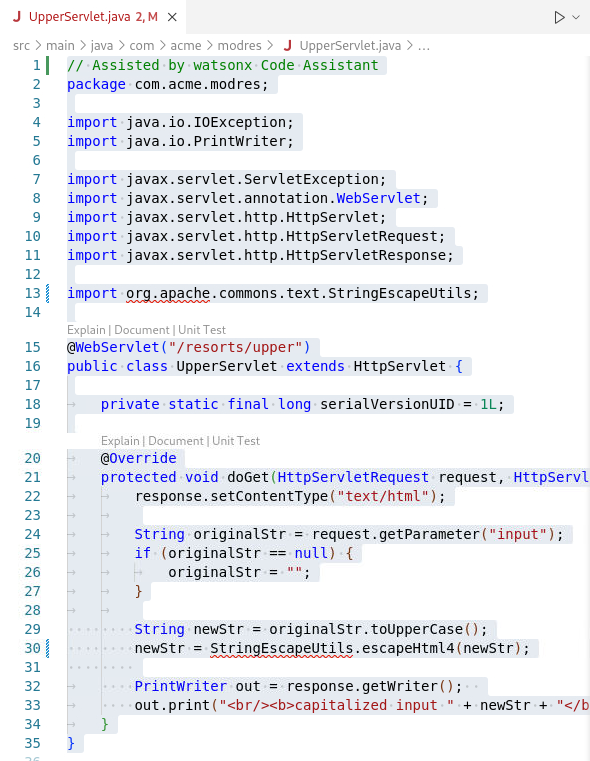 J UpperServlet.java 2, M ×
src > main > java > com > acme > modres > J UpperServlet.java > ...
1 // Assisted by watsonx Code Assistant
2 package com.acme.modres;
3
4 import java.io.IOException;
5 import java.io.PrintWriter;
6
7 import javax.servlet.ServletException;
8 import javax.servlet.annotation.WebServlet;
9 import javax.servlet.http.HttpServlet;
10 import javax.servlet.http.HttpServletRequest;
11 import javax.servlet.http.HttpServletResponse;
12
13 import org.apache.commons.text.StringEscapeUtils;
14
Explain | Document | Unit Test
15 @WebServlet("/resorts/upper")
16 public class UpperServlet extends HttpServlet {
17
18 private static final long serialVersionUID = 1L;
19
Explain | Document | Unit Test
20 @Override
21 protected void doGet(HttpServletRequest request, HttpServl
22 response.setContentType("text/html");
23
24 String originalStr = request.getParameter("input");
25 if (originalStr == null) {
26 originalStr = "";
27 }
28
29 String newStr = originalStr.toUpperCase();
30 newStr = StringEscapeUtils.escapeHtml4(newStr);
31
32 PrintWriter out = response.getWriter();
33 out.print("<br/><b>capitalized input " + newStr + "</b
34 }
35 }
36